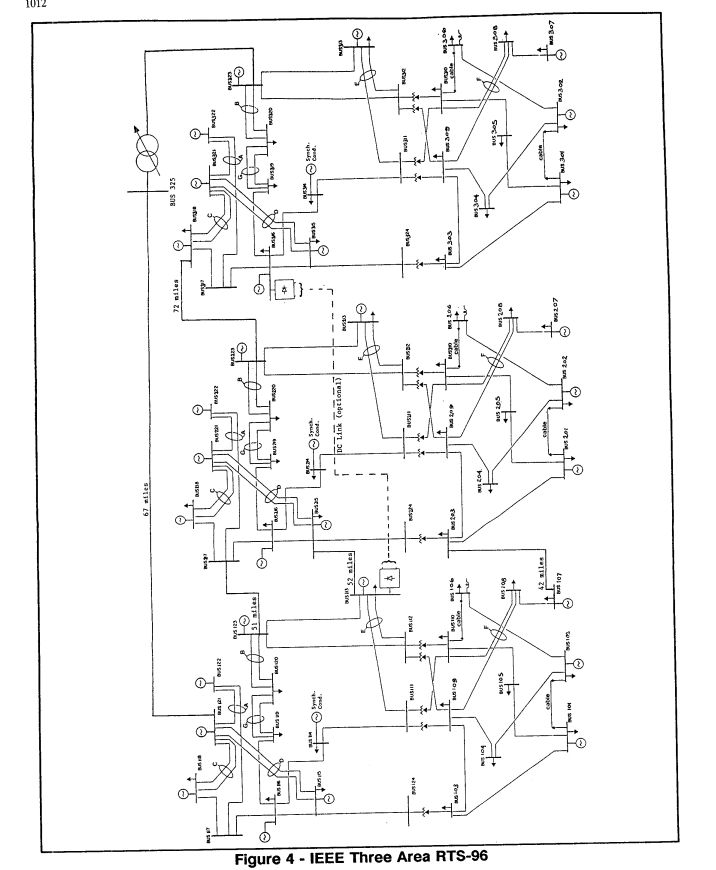 1012
BUS 325
67 miles
72 miles
BUS 318
BUS 322
BUS 321
BUS 317
BUS 323
BUS 320
BUS 319
BUS 316
BUS 315
BUS 314
Synch.
Cond.
A
B
C
D
G
E
F
BUS 313
BUS 312
BUS 311
BUS 324
BUS 310
BUS 309
BUS 303
BUS 306
cable
BUS 308
BUS 307
BUS 305
BUS 304
BUS 302
cable
BUS 301
DC Link (optional)
BUS 218
BUS 222
BUS 221
BUS 217
BUS 223
BUS 220
BUS 219
BUS 216
BUS 215
BUS 214
Synch.
Cond.
A
B
C
D
G
E
F
BUS 213
BUS 212
BUS 211
BUS 224
BUS 210
BUS 209
BUS 203
BUS 206
cable
BUS 208
BUS 207
BUS 205
BUS 204
BUS 202
cable
BUS 201
51 miles
52 miles
42 miles
BUS 118
BUS 122
BUS 121
BUS 117
BUS 123
BUS 120
BUS 119
BUS 116
BUS 115
BUS 114
Synch.
Cond.
A
B
C
D
G
E
F
BUS 113
BUS 112
BUS 111
BUS 124
BUS 110
BUS 109
BUS 103
BUS 106
cable
BUS 108
BUS 107
BUS 105
BUS 104
cable
BUS 101
Figure 4 - IEEE Three Area RTS-96